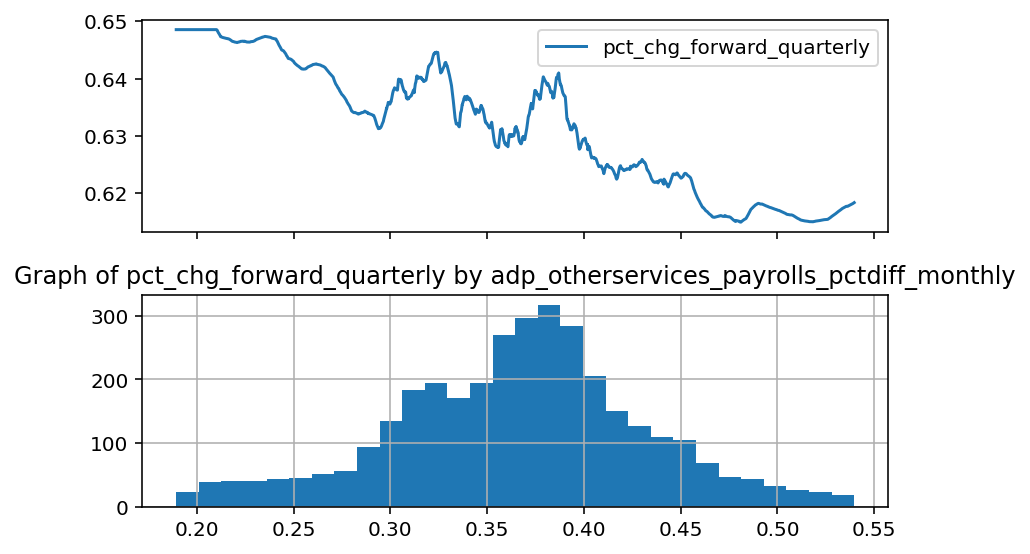 0.65
pct_chg_forward_quarterly
0.64
0.63
0.62
Graph of pct_chg_forward_quarterly by adp_otherservices_payrolls_pctdiff_monthly
300
200
100
0
0.20 0.25 0.30 0.35 0.40 0.45 0.50 0.55